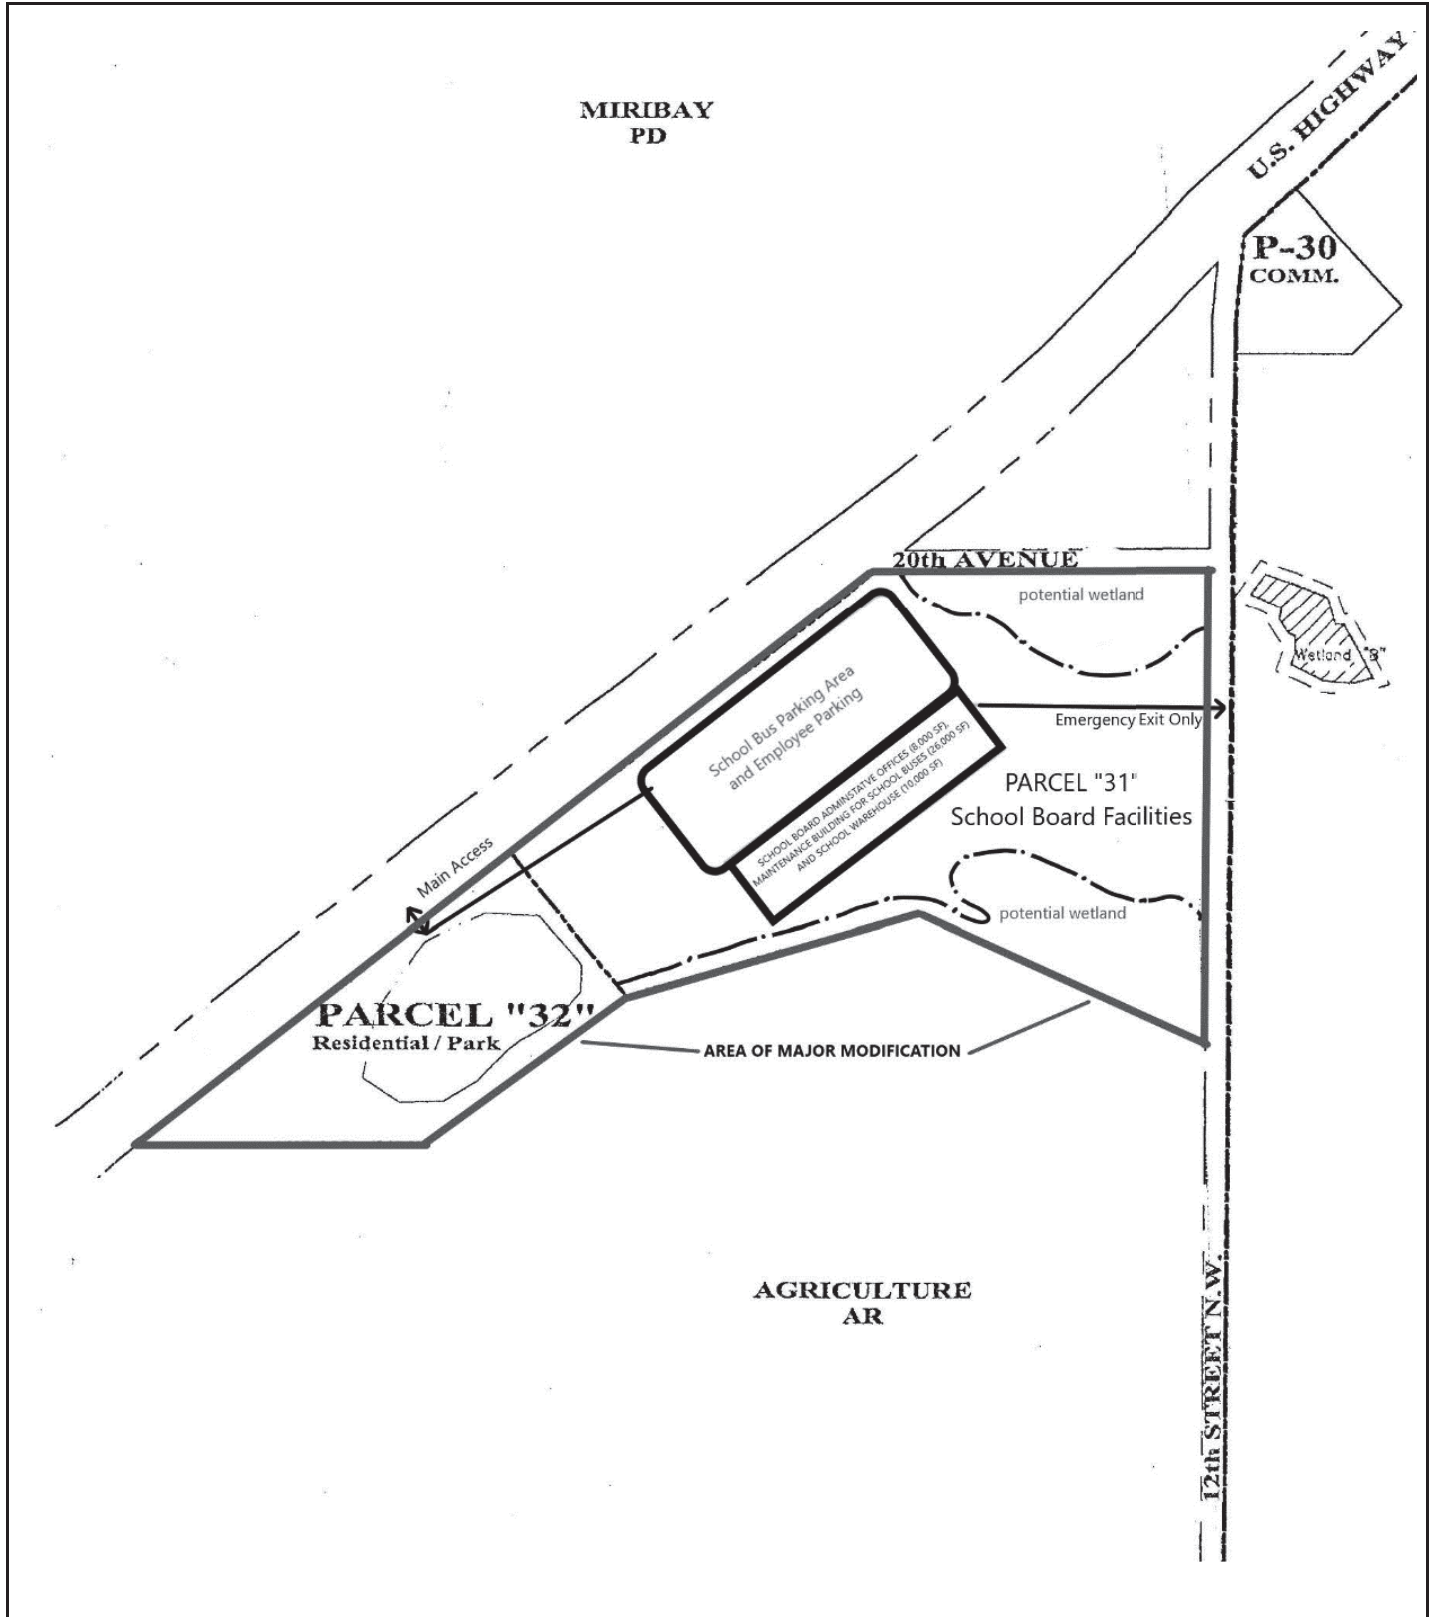 U.S. HIGHWAY
MIRIBAY
PD
P-30
COMM.
20th AVENUE
potential wetland
Wetland "B"
School Bus Parking Area
and Employee Parking
Emergency Exit Only
SCHOOL BOARD ADMINSTATVE OFFICES (8,000 SF),
MAINTENANCE BUILDING FOR SCHOOL BUSES (26,000 SF)
AND SCHOOL WAREHOUSE (10,000 SF)
PARCEL "31"
School Board Facilities
Main Access
potential wetland
PARCEL "32"
Residential / Park
AREA OF MAJOR MODIFICATION
AGRICULTURE
AR
12th STREET N.W.